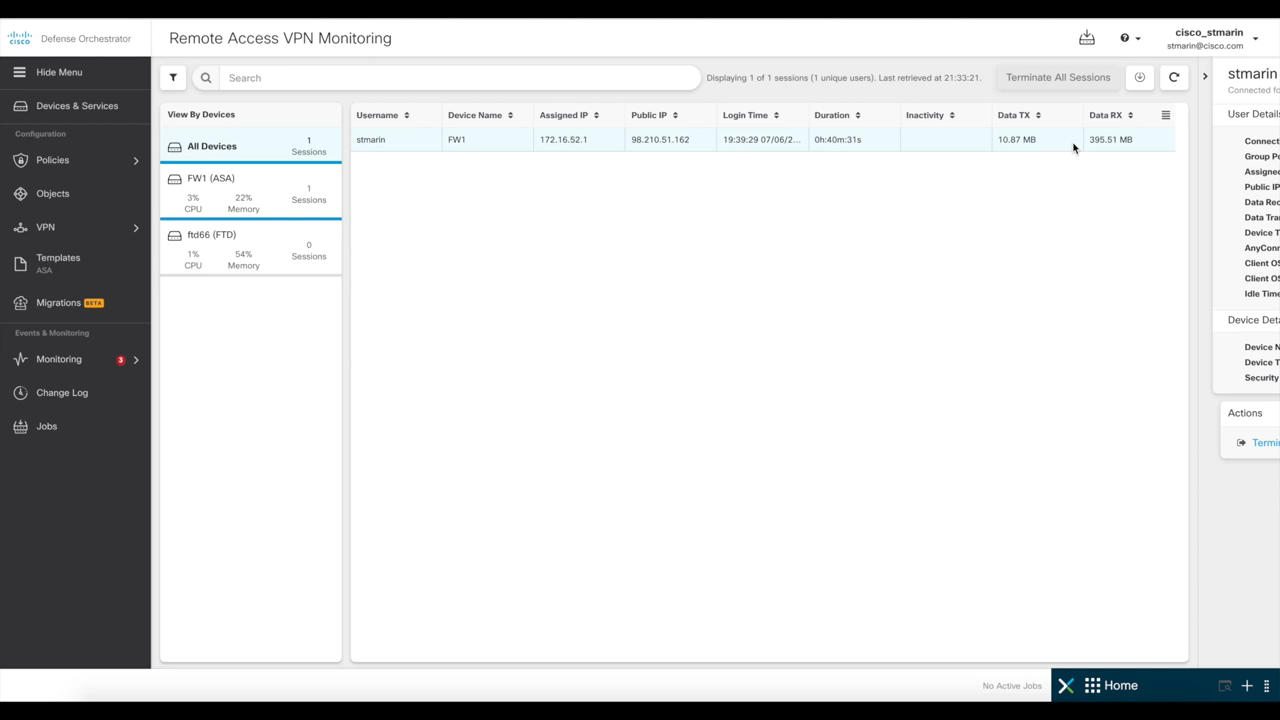 cisco Defense Orchestrator
Remote Access VPN Monitoring
cisco_stmarin
stmarin@cisco.com
Hide Menu
Devices & Services
Configuration
Policies
Objects
VPN
Templates
ASA
Migrations BETA
Events & Monitoring
Monitoring 3
Change Log
Jobs
Search
Displaying 1 of 1 sessions (1 unique users). Last retrieved at 21:33:21.
Terminate All Sessions
View By Devices
All Devices
1
Sessions
FW1 (ASA)
3% 22% 1
CPU Memory Sessions
ftd66 (FTD)
1% 54% 0
CPU Memory Sessions
Username Device Name Assigned IP Public IP Login Time Duration Inactivity Data TX Data RX
stmarin FW1 172.16.52.1 98.210.51.162 19:39:29 07/06/2... 0h:40m:31s 10.87 MB 395.51 MB
stmarin
Connected fo
User Details
Connect
Group Po
Assigned
Public IP
Data Rec
Data Tra
Device T
AnyConn
Client OS
Client OS
Idle Time
Device Deta
Device N
Device T
Security
Actions
Termi
No Active Jobs
Home